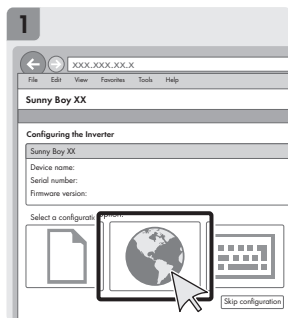 1
xxx.xxx.xx.x
File Edit View Favorites Tools Help
Sunny Boy XX
Configuring the Inverter
Sunny Boy XX
Device name:
Serial number:
Firmware version:
Select a configuration option:
Skip configuration